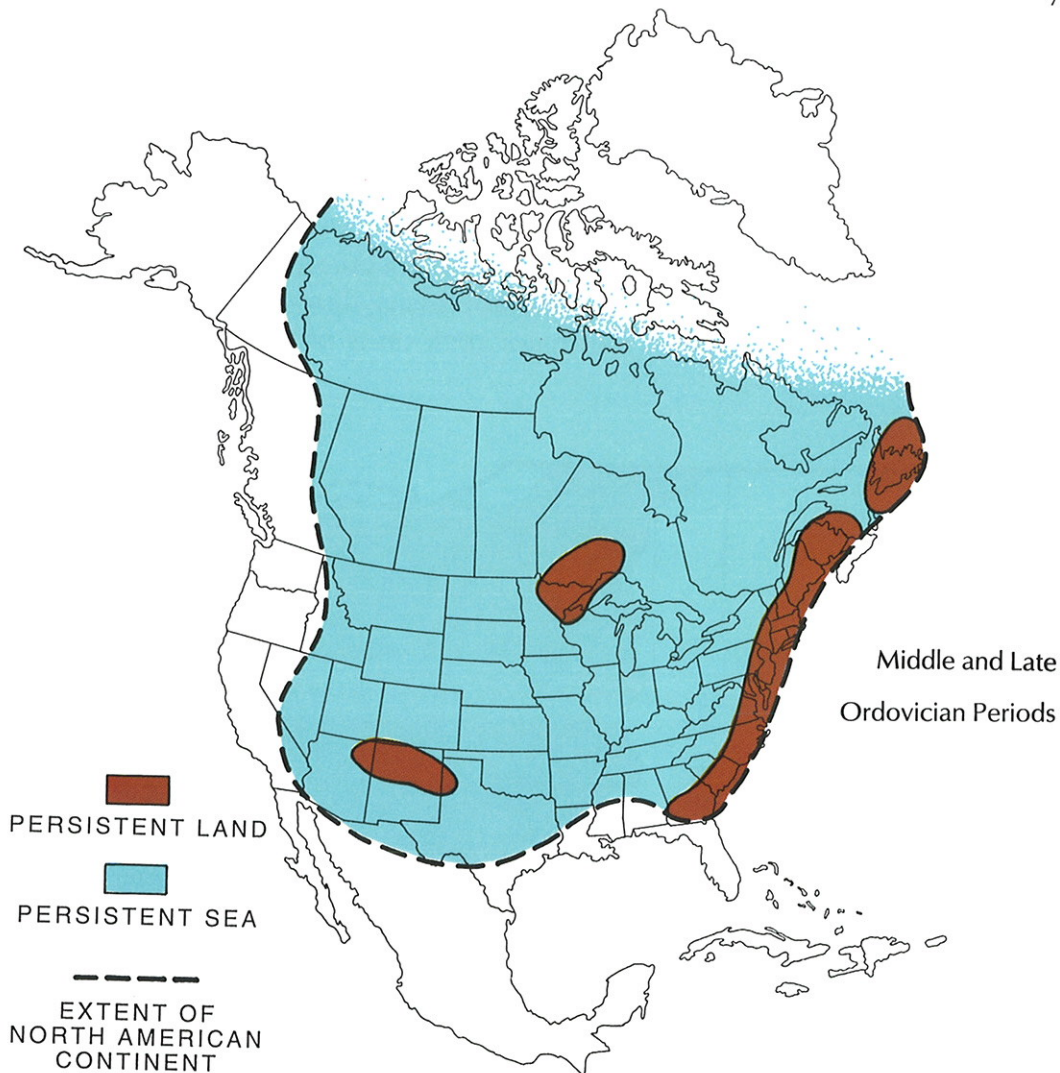 Middle and Late
Ordovician Periods
PERSISTENT LAND
PERSISTENT SEA
EXTENT OF
NORTH AMERICAN
CONTINENT